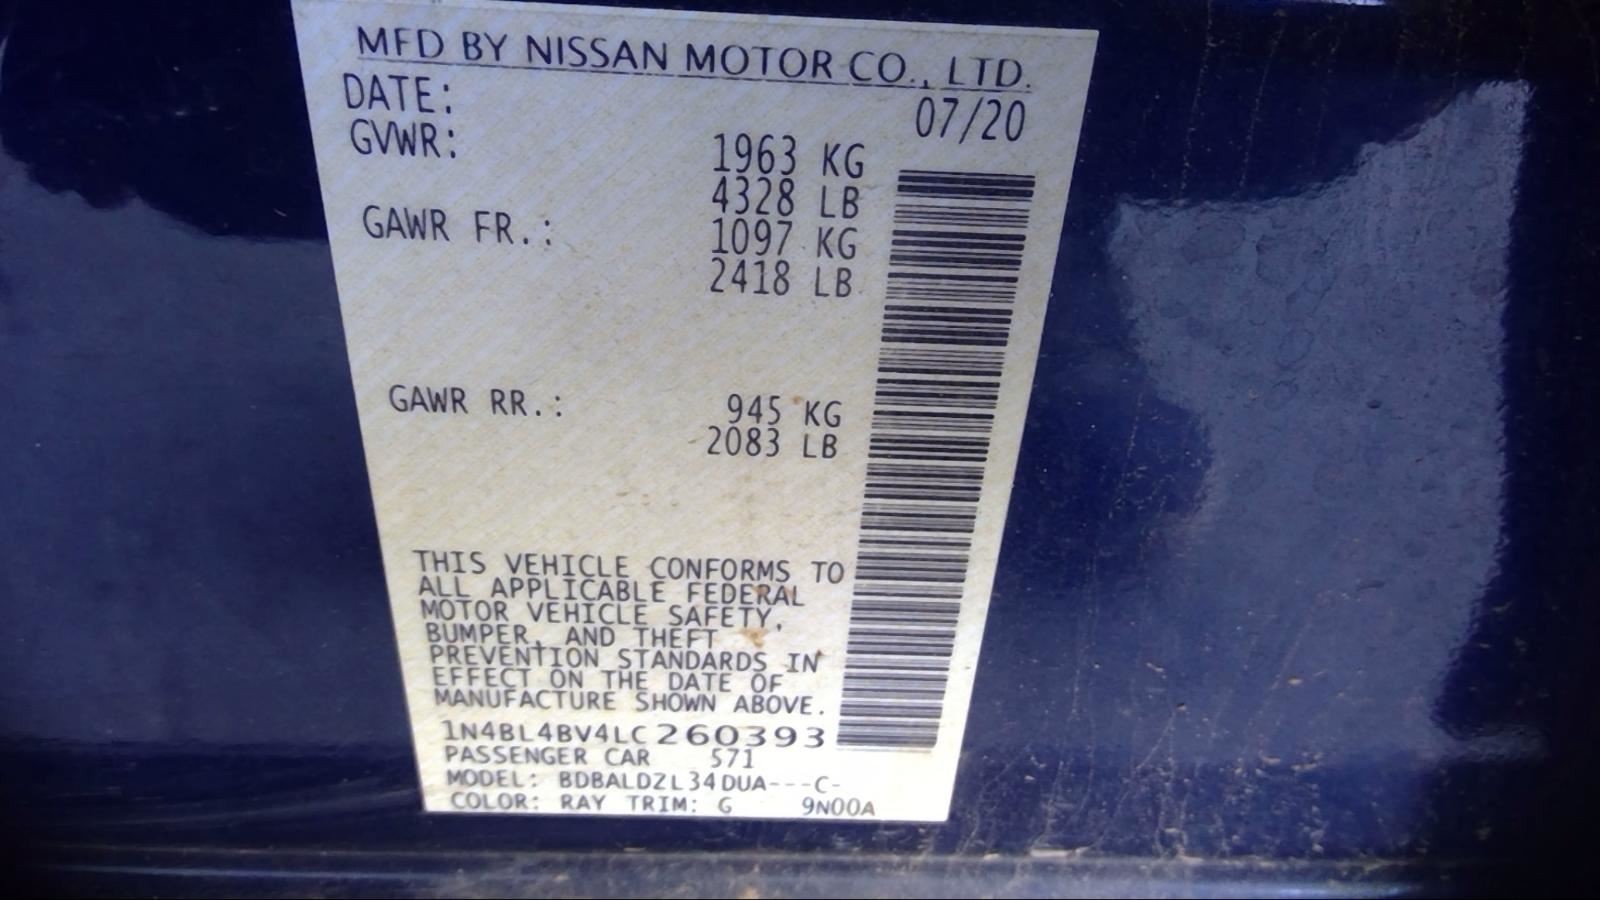 MFD BY NISSAN MOTOR CO., LTD.
DATE: 07/20
GVWR: 1963 KG
4328 LB
GAWR FR.: 1097 KG
2418 LB
GAWR RR.: 945 KG
2083 LB
THIS VEHICLE CONFORMS TO
ALL APPLICABLE FEDERAL
MOTOR VEHICLE SAFETY,
BUMPER, AND THEFT
PREVENTION STANDARDS IN
EFFECT ON THE DATE OF
MANUFACTURE SHOWN ABOVE.
1N4BL4BV4LC260393
PASSENGER CAR 571
MODEL: BDBALDZL34DUA---C-
COLOR: RAY TRIM: G 9N00A